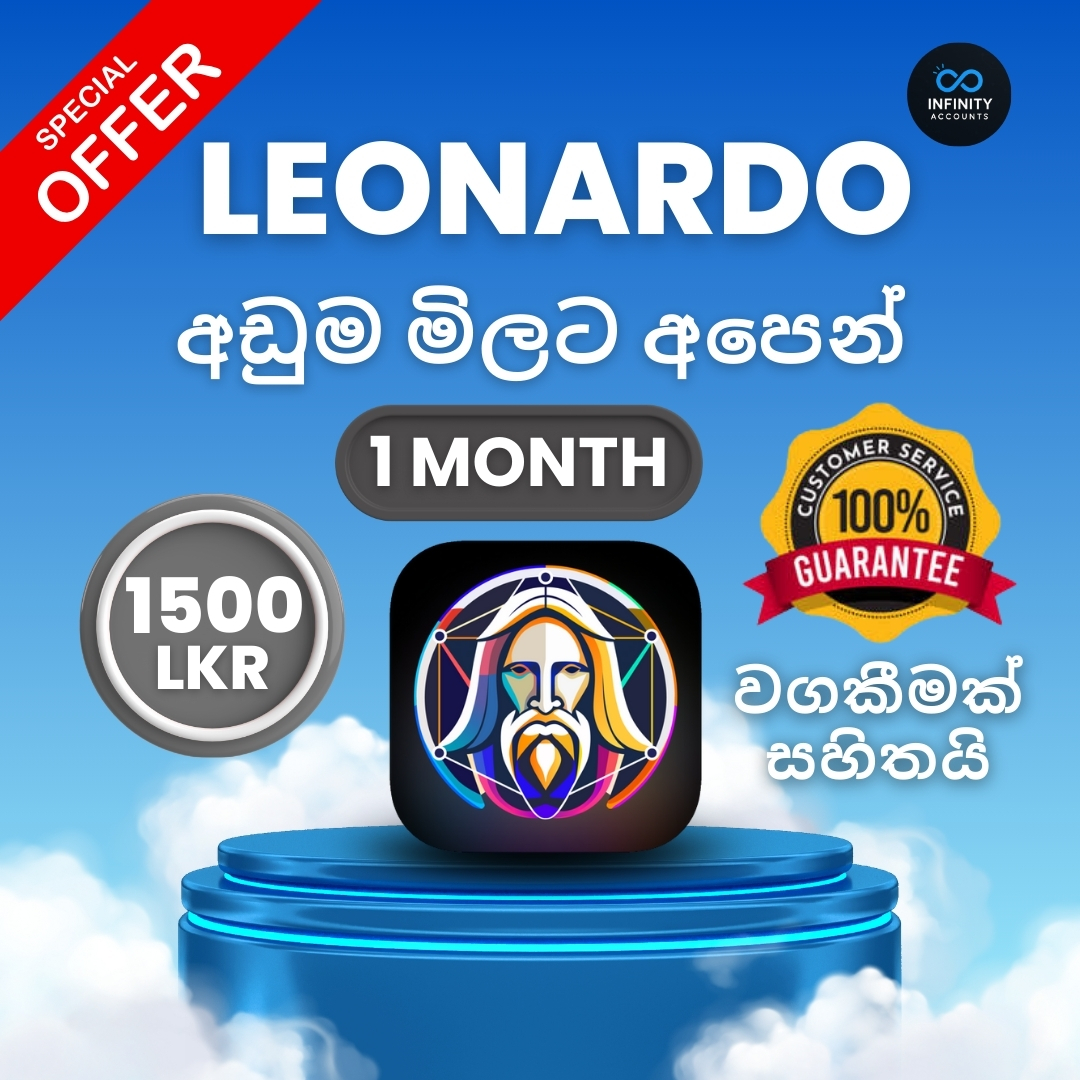 SPECIAL
OFFER
INFINITY
ACCOUNTS
LEONARDO
අඩුම මිලට අපෙන්
1 MONTH
1500
LKR
CUSTOMER SERVICE
100%
GUARANTEE
වගකීමක්
සහිතයි